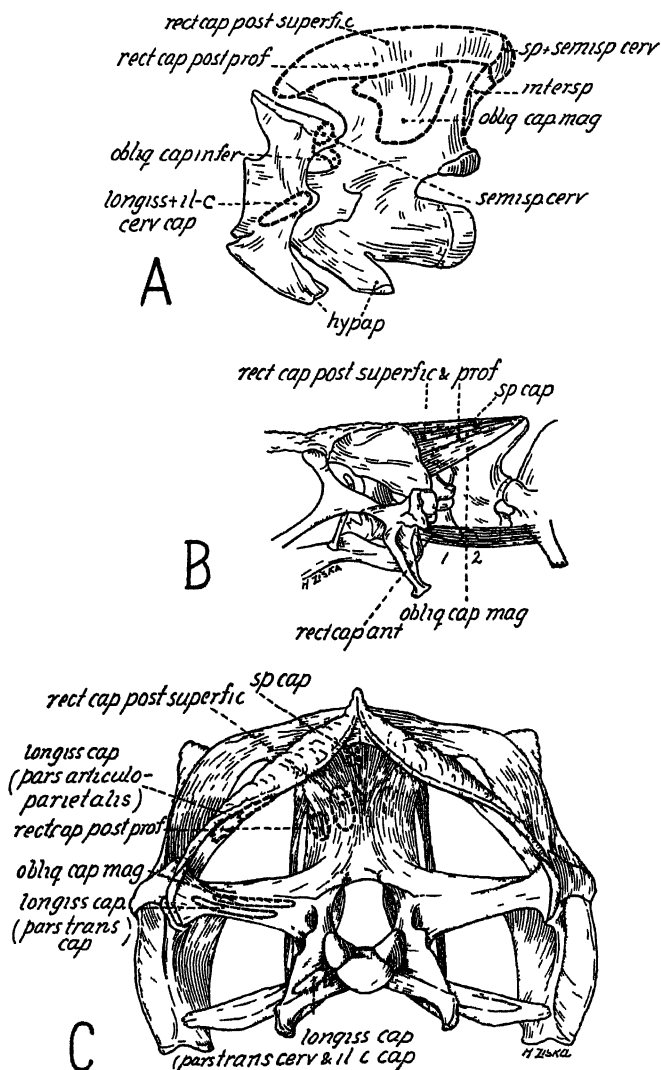 rect cap post superfic
rect cap post prof
sp+semisp cerv
intersp
obliq cap mag
obliq cap infer
longiss+il-c
cerv cap
semisp.cerv
A
hypap
rect cap post superfic & prof
sp cap
B
1 2
H ZISKA
obliq cap mag
rect cap ant
sp cap
rect cap post superfic
longiss cap
(pars articulo-
parietalis)
rect cap post prof
obliq cap mag
longiss cap
(pars trans)
cap
C
longiss cap
(pars trans cerv & il c cap
H ZISKA